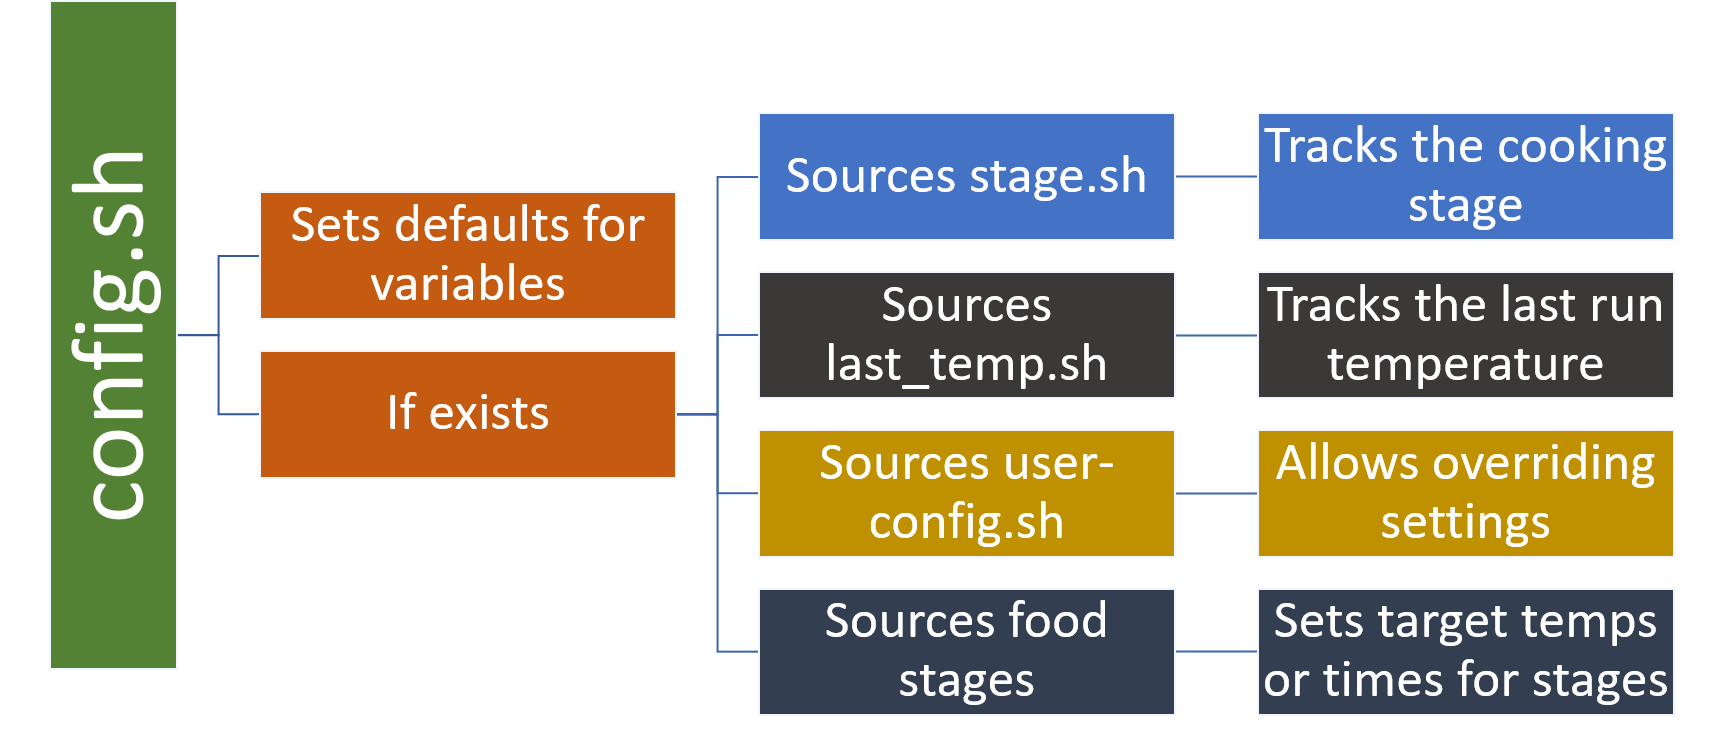 config.sh
Sets defaults for
variables
If exists
Sources stage.sh
Tracks the cooking
stage
Sources
last_temp.sh
Tracks the last run
temperature
Sources user-
config.sh
Allows overriding
settings
Sources food
stages
Sets target temps
or times for stages